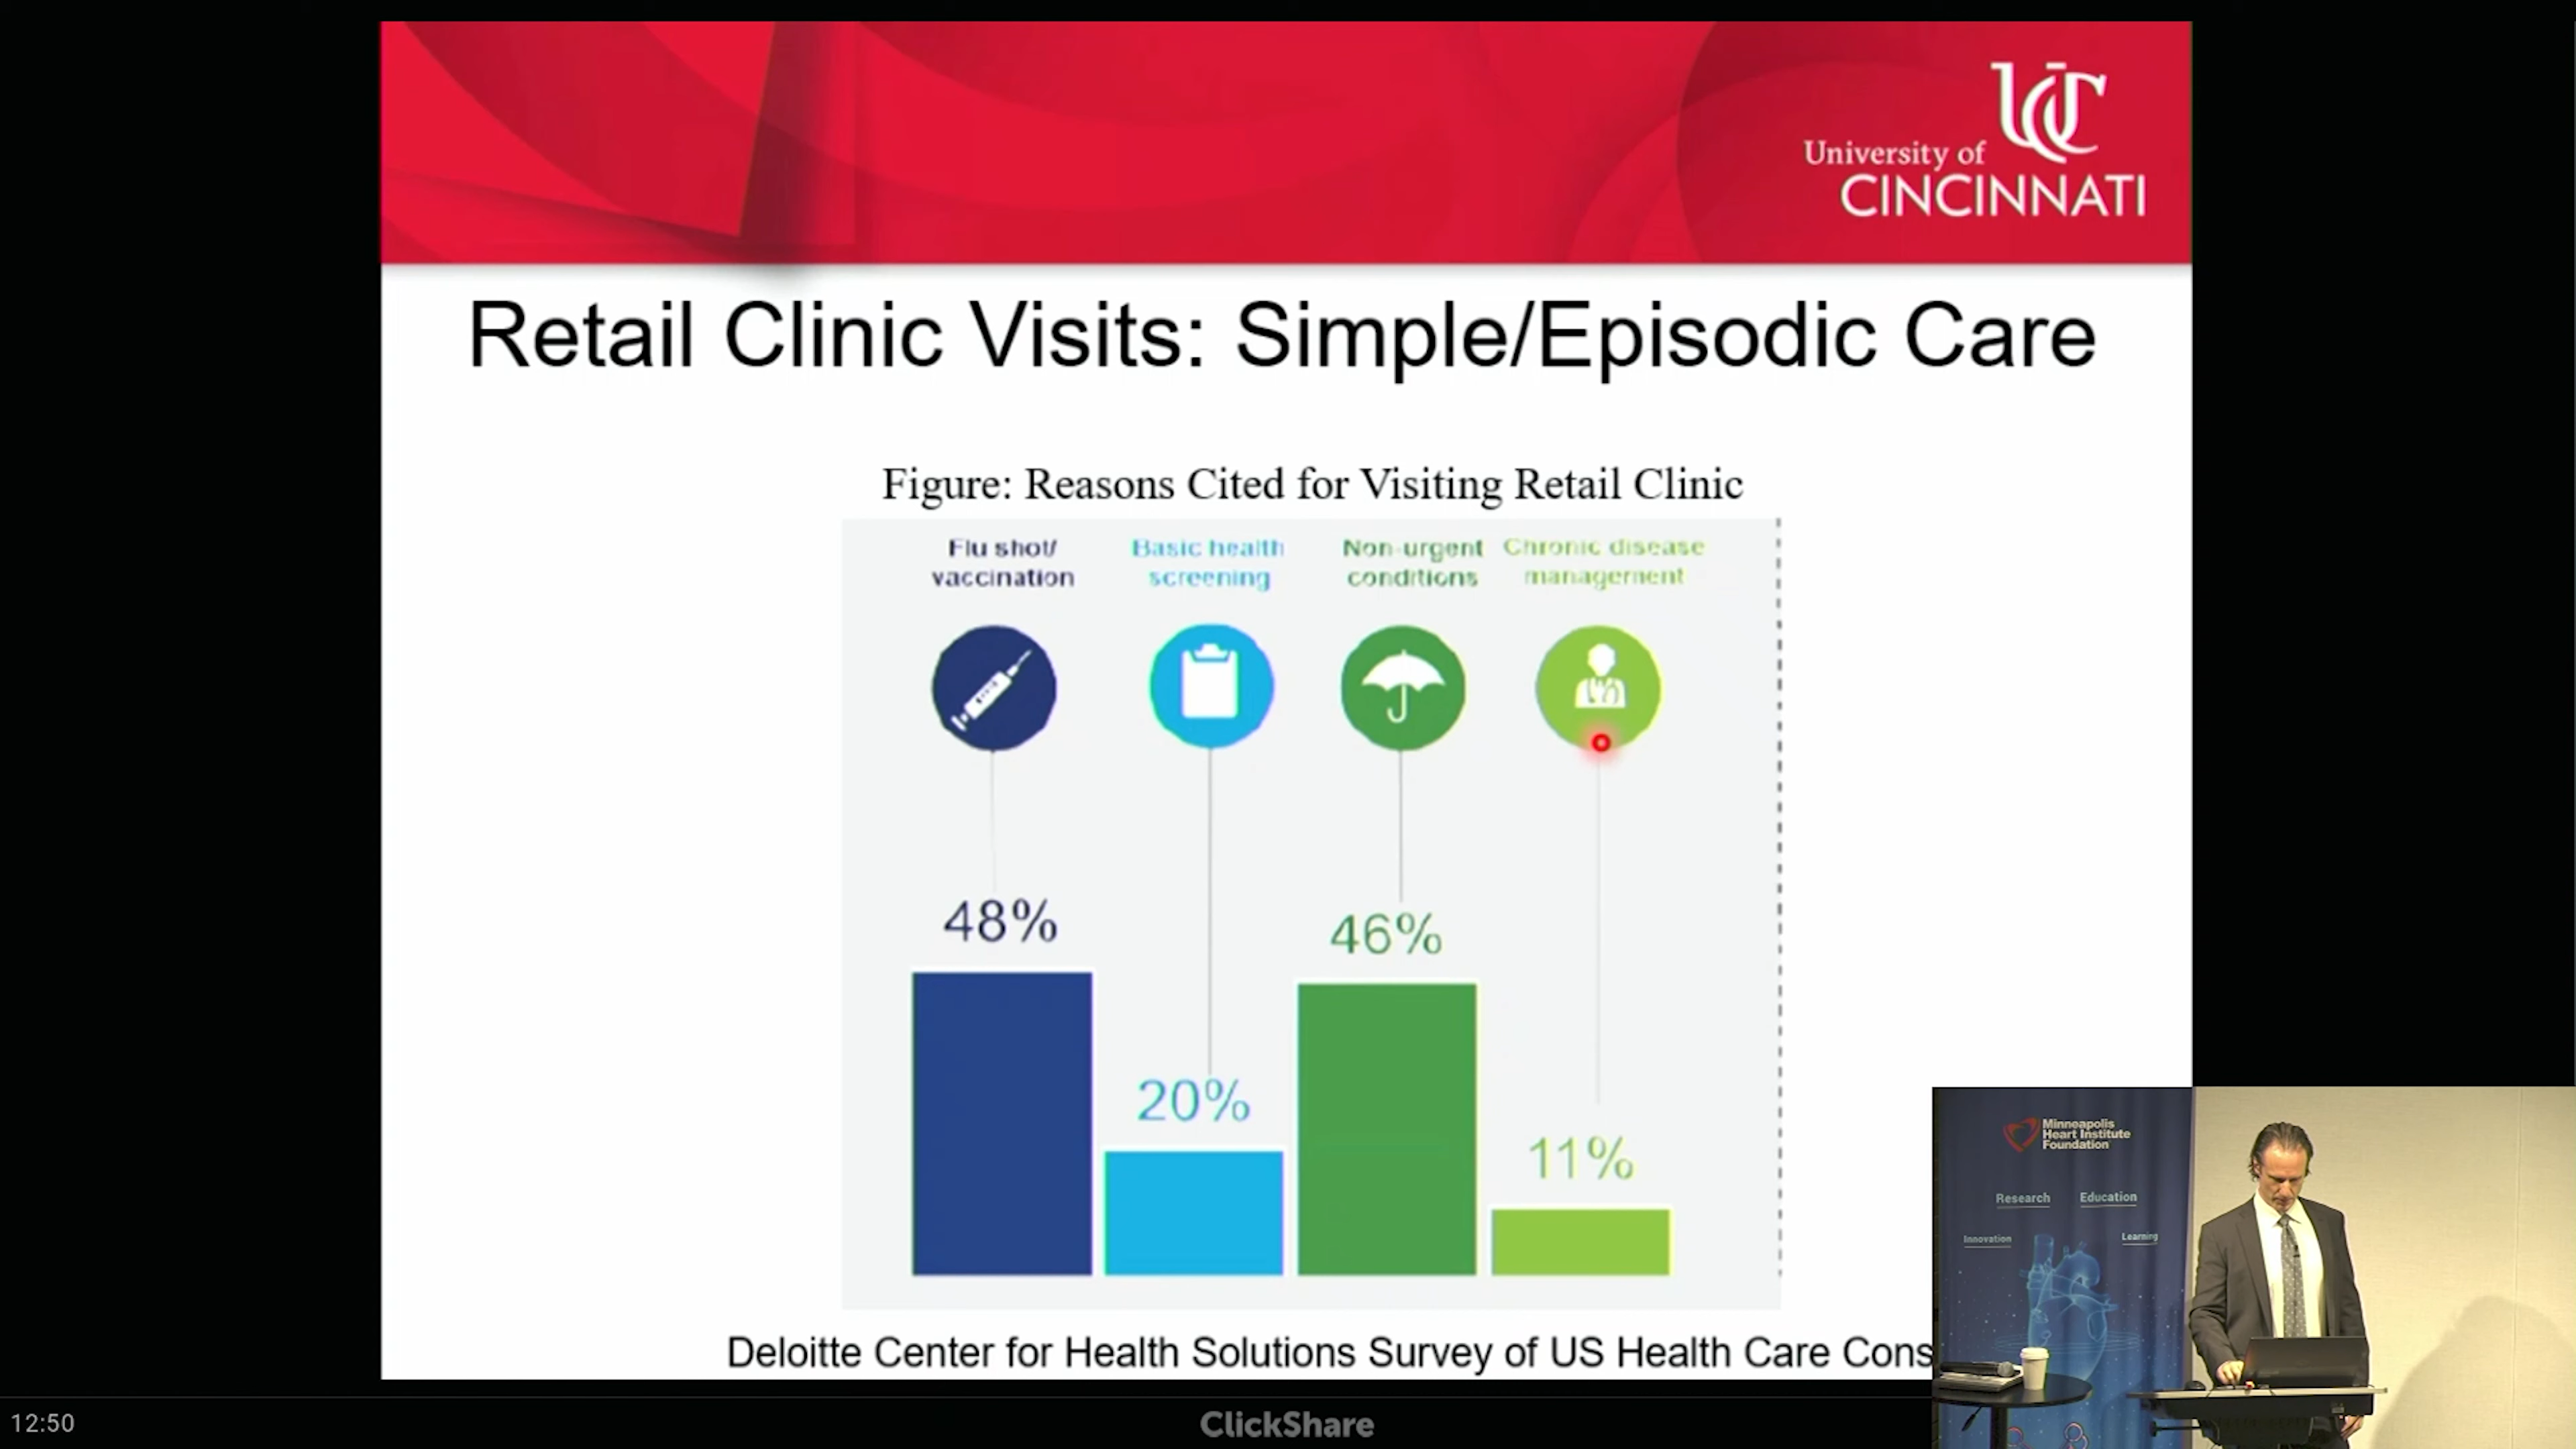 University of
CINCINNATI
Retail Clinic Visits: Simple/Episodic Care
Figure: Reasons Cited for Visiting Retail Clinic
Flu shot/
vaccination
Basic health
screening
Non-urgent
conditions
Chronic disease
management
48%
20%
46%
11%
Deloitte Center for Health Solutions Survey of US Health Care Cons
Minneapolis
Heart Institute
Foundation
Research
Education
Innovation
Learning
12:50
ClickShare